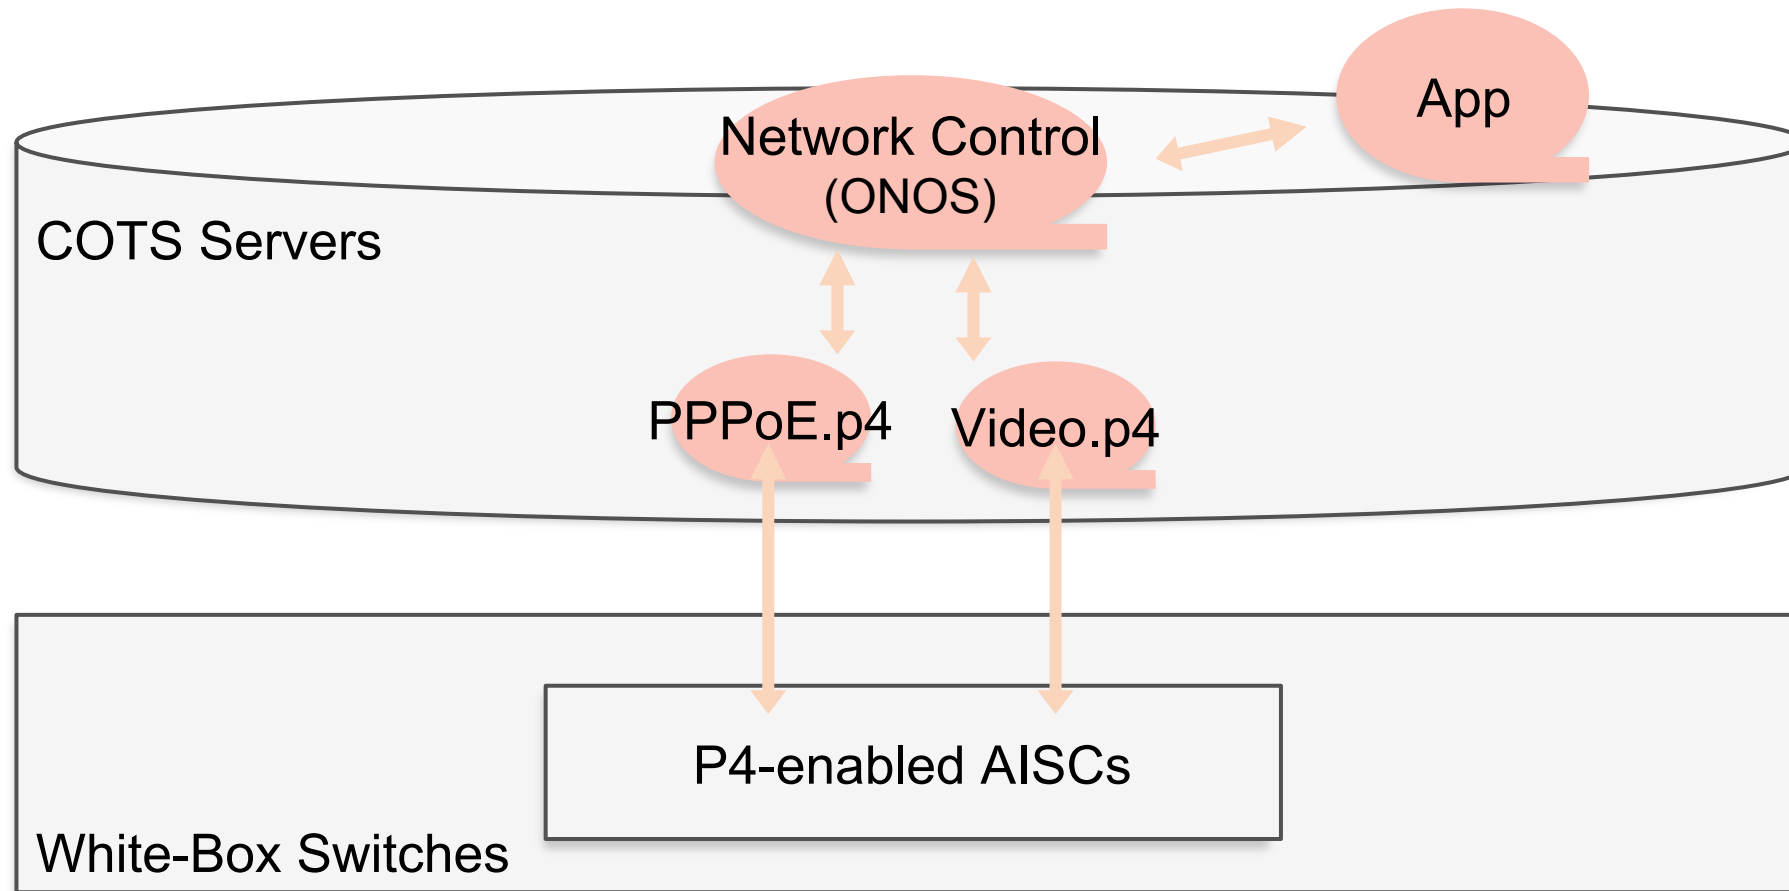 App
Network Control
(ONOS)
COTS Servers
PPPoE.p4
Video.p4
P4-enabled AISCs
White-Box Switches